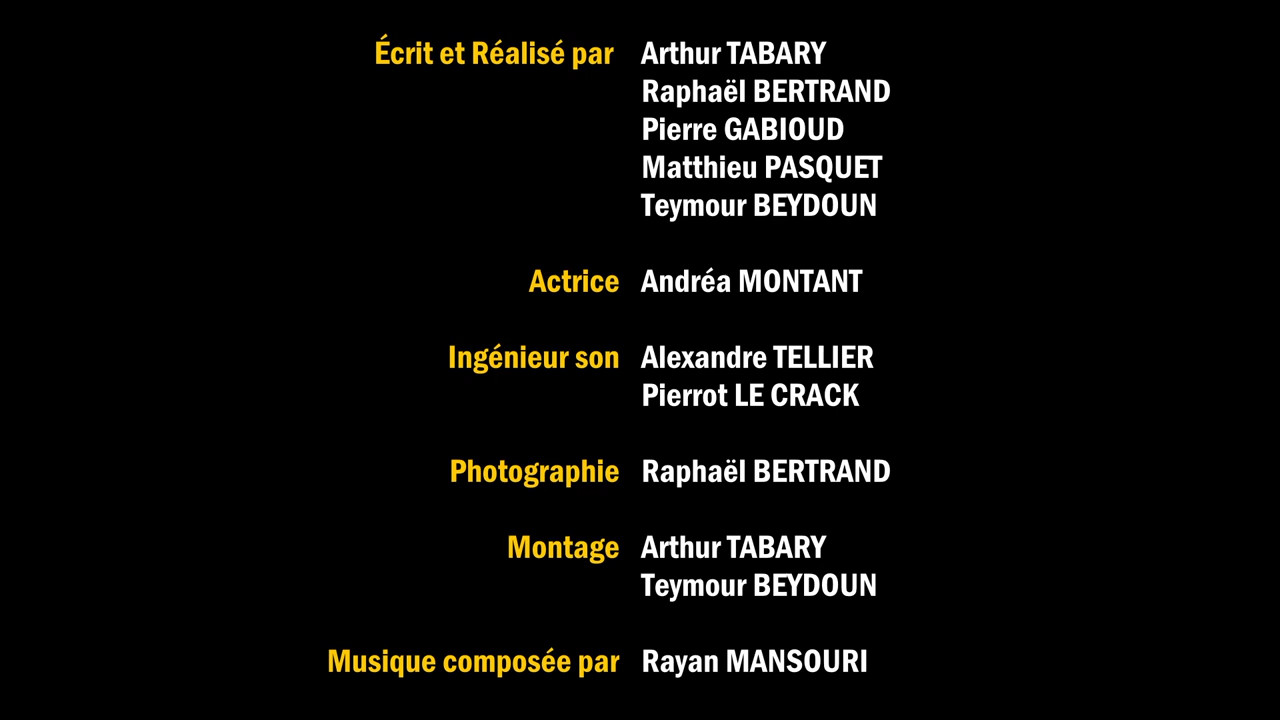 Écrit et Réalisé par Arthur TABARY
Raphaël BERTRAND
Pierre GABIOUD
Matthieu PASQUET
Teymour BEYDOUN
Actrice Andréa MONTANT
Ingénieur son Alexandre TELLIER
Pierrot LE CRACK
Photographie Raphaël BERTRAND
Montage Arthur TABARY
Teymour BEYDOUN
Musique composée par Rayan MANSOURI